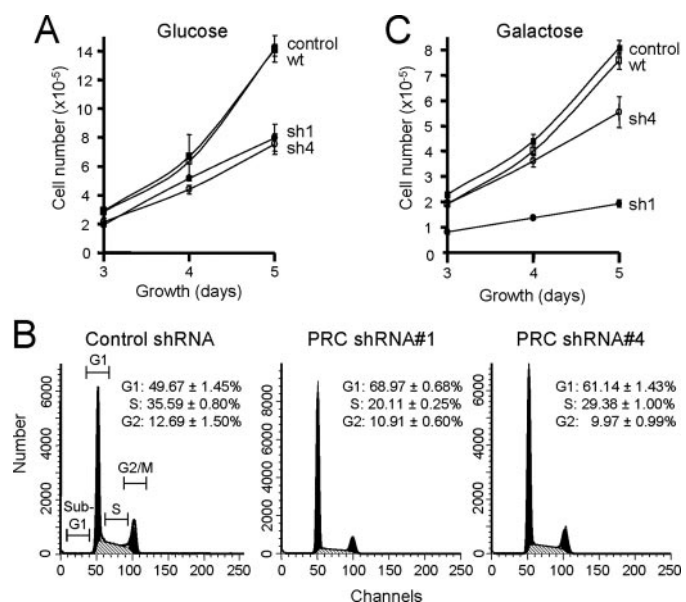 A
Glucose
Cell number (x10⁻⁵)
14
12
10
8
6
4
2
0
3
4
5
Growth (days)
control
wt
sh1
sh4
C
Galactose
Cell number (x10⁻⁵)
8
7
6
5
4
3
2
1
0
3
4
5
Growth (days)
control
wt
sh4
sh1
B
Control shRNA
Number
6000
4000
2000
0
G1
G1: 49.67 ± 1.45%
S: 35.59 ± 0.80%
G2: 12.69 ± 1.50%
G2/M
Sub-
G1
S
0 50 100 150 200 250
PRC shRNA#1
8000
6000
4000
2000
0
G1: 68.97 ± 0.68%
S: 20.11 ± 0.25%
G2: 10.91 ± 0.60%
0 50 100 150 200 250
PRC shRNA#4
6000
4000
2000
0
G1: 61.14 ± 1.43%
S: 29.38 ± 1.00%
G2: 9.97 ± 0.99%
0 50 100 150 200 250
Channels